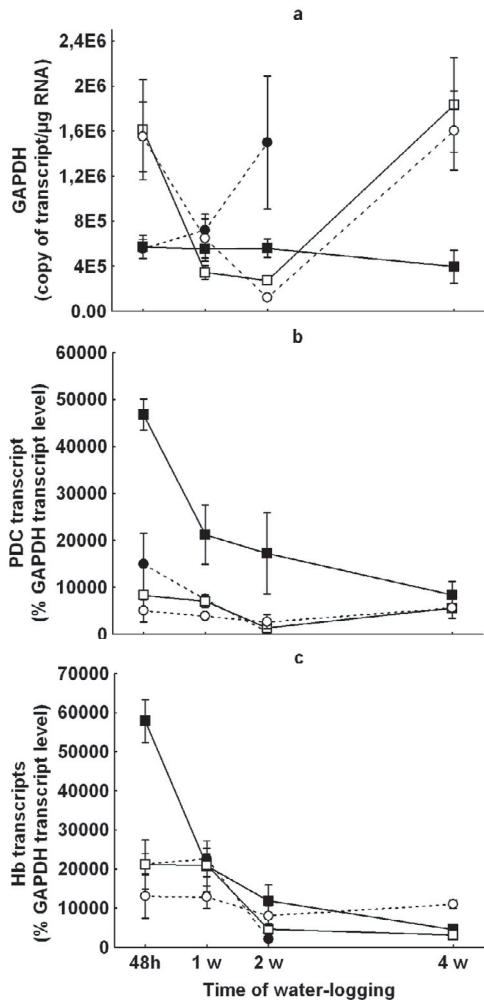 a
GAPDH
(copy of transcript/µg RNA)
2,4E6
2E6
1,6E6
1,2E6
8E5
4E5
0.00
b
PDC transcript
(% GAPDH transcript level)
60000
50000
40000
30000
20000
10000
0
c
Hb transcripts
(% GAPDH transcript level)
70000
60000
50000
40000
30000
20000
10000
0
48h 1 w 2 w 4 w
Time of water-logging